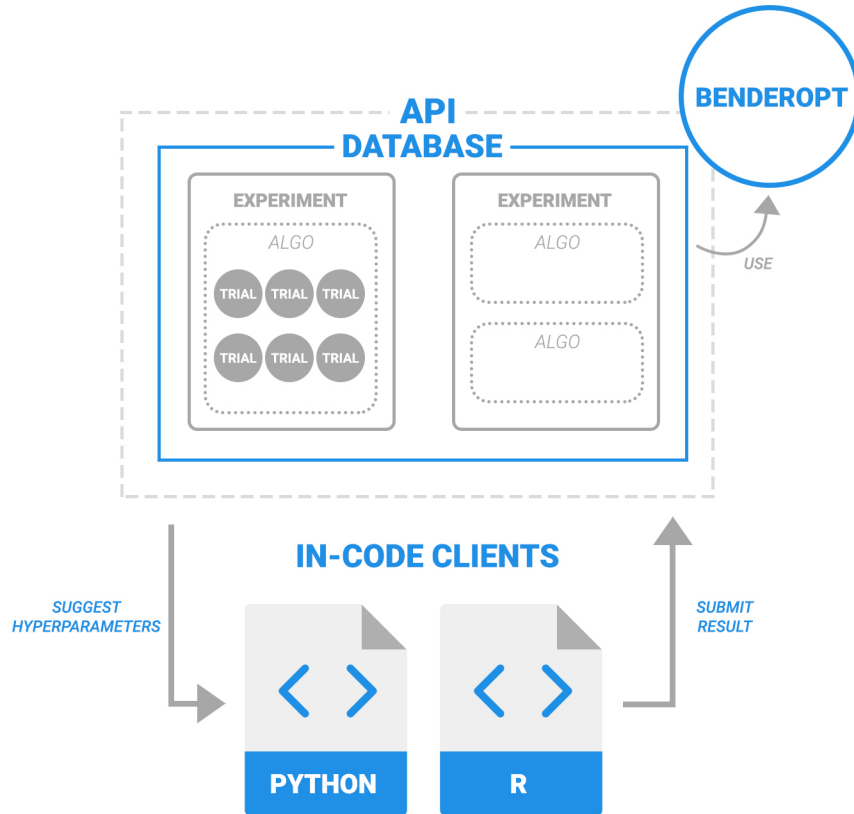 BENDEROPT
API
DATABASE
EXPERIMENT
ALGO
TRIAL TRIAL TRIAL
TRIAL TRIAL TRIAL
EXPERIMENT
ALGO
ALGO
USE
IN-CODE CLIENTS
SUGGEST
HYPERPARAMETERS
SUBMIT
RESULT
PYTHON
R